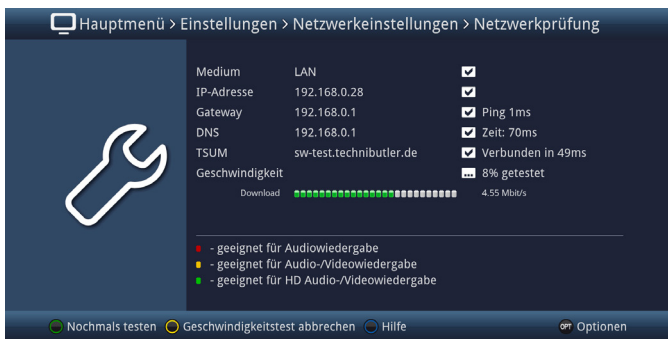 Hauptmenü > Einstellungen > Netzwerkeinstellungen > Netzwerkprüfung
Medium LAN
IP-Adresse 192.168.0.28
Gateway 192.168.0.1 Ping 1ms
DNS 192.168.0.1 Zeit: 70ms
TSUM sw-test.technibutler.de Verbunden in 49ms
Geschwindigkeit ... 8% getestet
Download 4.55 Mbit/s
- geeignet für Audiowiedergabe
- geeignet für Audio-/Videowiedergabe
- geeignet für HD Audio-/Videowiedergabe
Nochmals testen Geschwindigkeitstest abbrechen Hilfe OPT Optionen